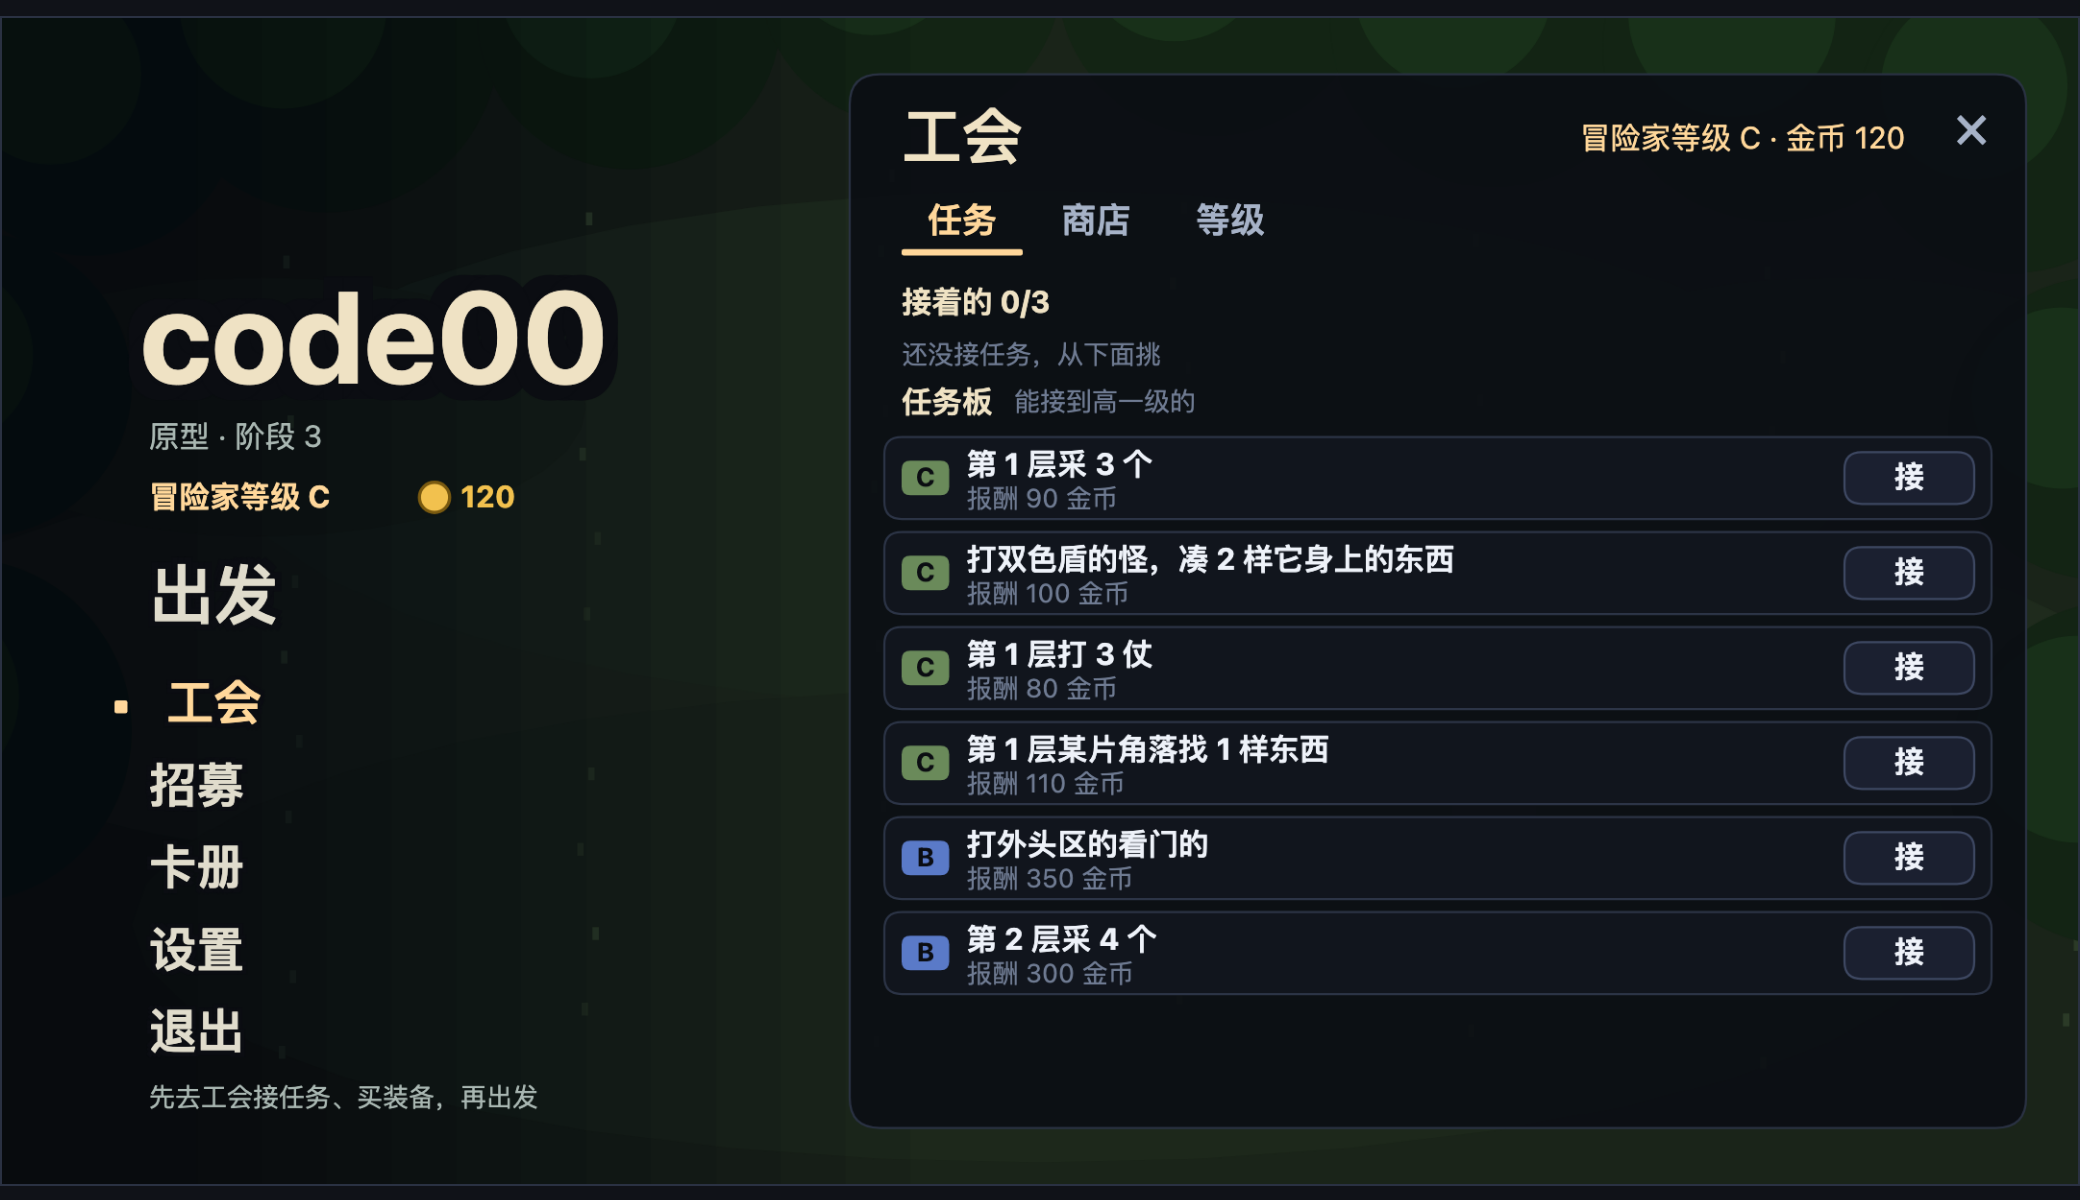 code00
原型 · 阶段 3
冒险家等级 C
120
出发
工会
招募
卡册
设置
退出
先去工会接任务、买装备，再出发
工会
冒险家等级 C · 金币 120
任务 商店 等级
接着的 0/3
还没接任务，从下面挑
任务板 能接到高一级的
C 第 1 层采 3 个 接
报酬 90 金币
C 打双色盾的怪，凑 2 样它身上的东西 接
报酬 100 金币
C 第 1 层打 3 仗 接
报酬 80 金币
C 第 1 层某片角落找 1 样东西 接
报酬 110 金币
B 打外头区的看门的 接
报酬 350 金币
B 第 2 层采 4 个 接
报酬 300 金币